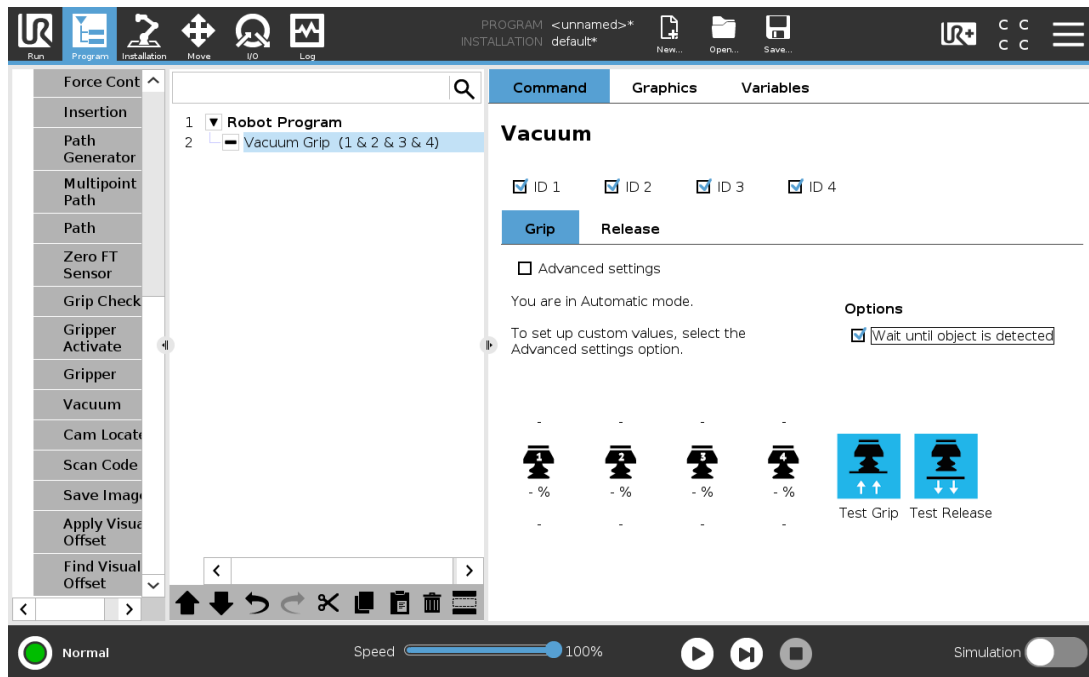 PROGRAM <unnamed>*
INSTALLATION default*
Run
Program
Installation
Move
I/O
Log
New...
Open...
Save...
UR+
C C
C C
Force Cont
Insertion
Path
Generator
Multipoint
Path
Path
Zero FT
Sensor
Grip Check
Gripper
Activate
Gripper
Vacuum
Cam Locate
Scan Code
Save Imag
Apply Visua
Offset
Find Visual
Offset
1 Robot Program
2 Vacuum Grip (1 & 2 & 3 & 4)
Command Graphics Variables
Vacuum
ID 1 ID 2 ID 3 ID 4
Grip Release
Advanced settings
You are in Automatic mode.
To set up custom values, select the
Advanced settings option.
Options
Wait until object is detected
- - - -
1 2 3 4
- % - % - % - %
- - - -
Test Grip Test Release
Normal
Speed 100%
Simulation